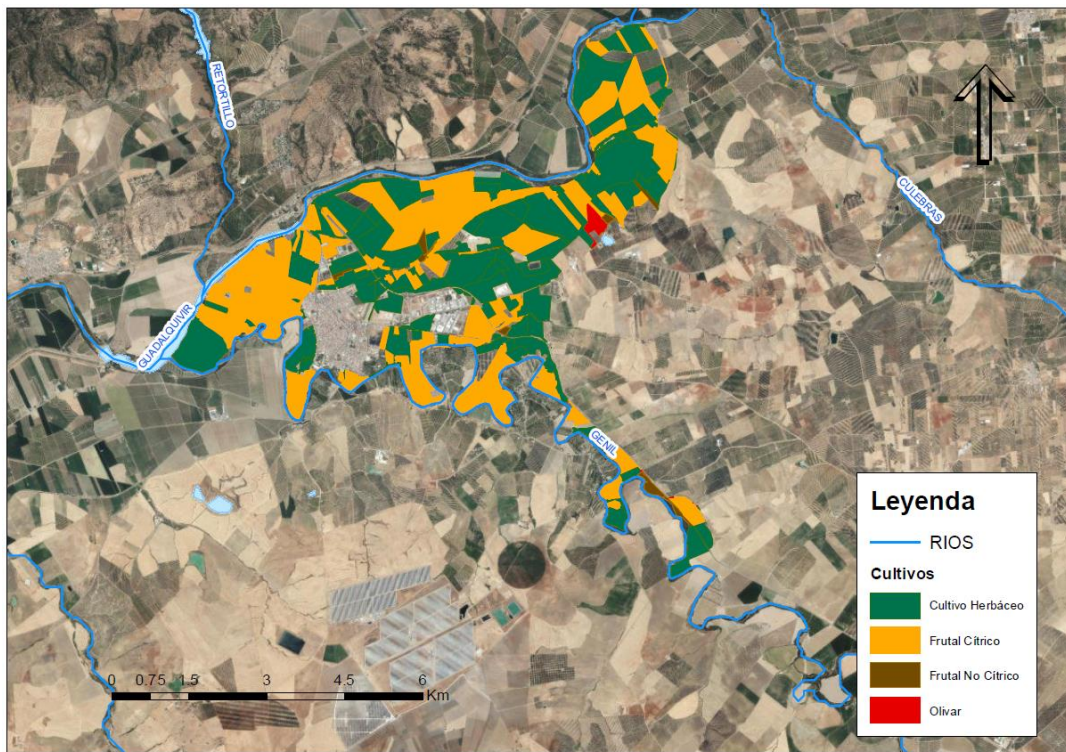 RETORTILLO
CULEBRAS
GUADALQUIVIR
GENIL
Leyenda
RIOS
Cultivos
Cultivo Herbáceo
Frutal Cítrico
Frutal No Cítrico
Olivar
0 0.75 1.5 3 4.5 6
Km